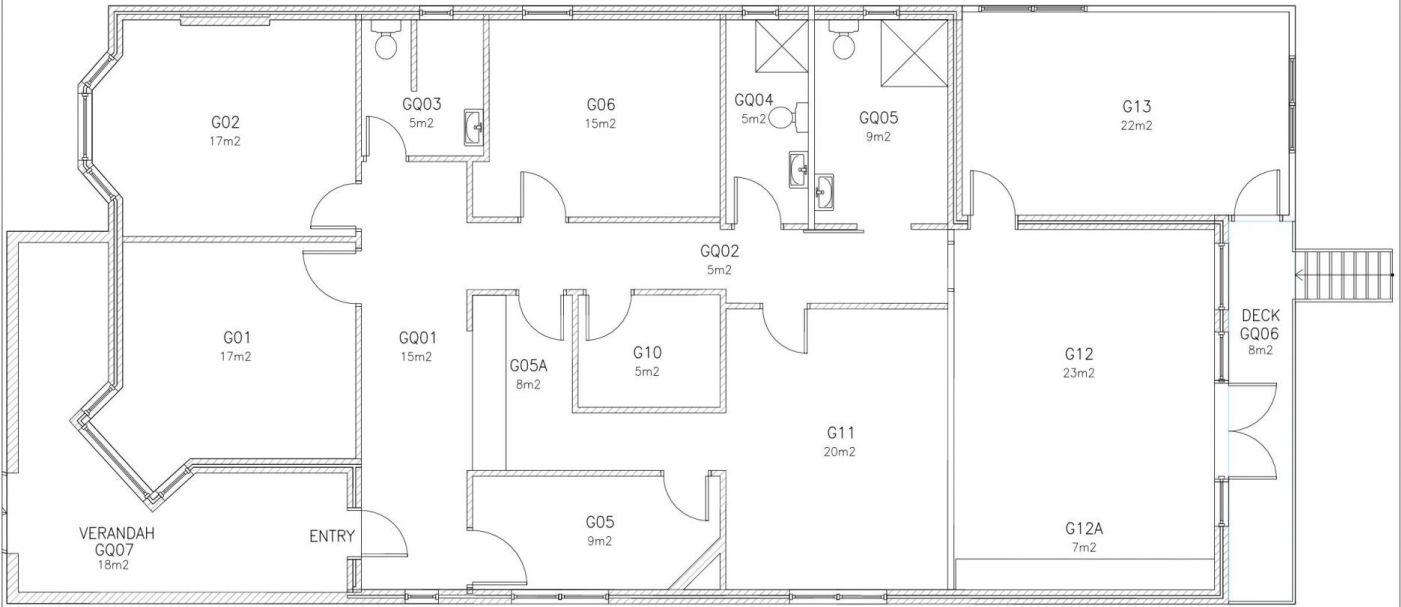 G02
17m2
GQ03
5m2
G06
15m2
GQ04
5m2
GQ05
9m2
G13
22m2
GQ02
5m2
G01
17m2
GQ01
15m2
G05A
8m2
G10
5m2
G12
23m2
DECK
GQ06
8m2
G11
20m2
VERANDAH
GQ07
18m2
ENTRY
G05
9m2
G12A
7m2